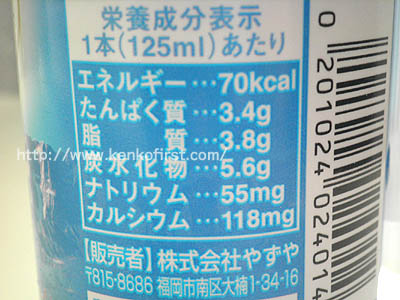 栄養成分表示
1本(125ml)あたり
エネルギー…70kcal
たんぱく質…3.4g
脂　　質…3.8g
炭水化物…5.6g
ナトリウム…55mg
カルシウム…118mg
http://www.kenkofirst.com/
【販売者】株式会社やずや
〒815-8686 福岡市南区大楠1-34-16
0 201024 024014